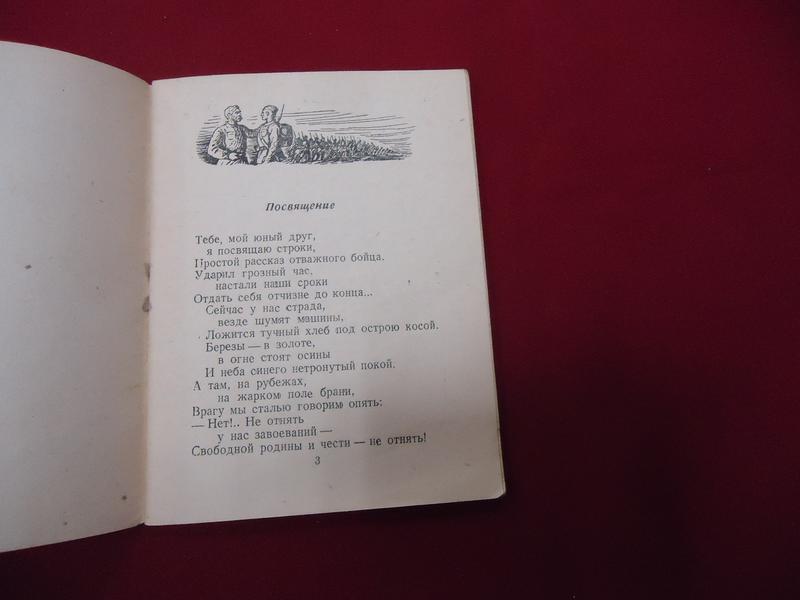 Посвящение
Тебе, мой юный друг,
я посвящаю строки,
Простой рассказ отважного бойца.
Ударил грозный час,
настали наши сроки
Отдать себя отчизне до конца...
Сейчас у нас страда,
везде шумят машины,
Ложится тучный хлеб под острою косой.
Березы — в золоте,
в огне стоят осины
И неба синего нетронутый покой.
А там, на рубежах,
на жарком поле брани,
Врагу мы сталью говорим опять:
— Нет!.. Не отнять
у нас завоеваний —
Свободной родины и чести — не отнять!
3